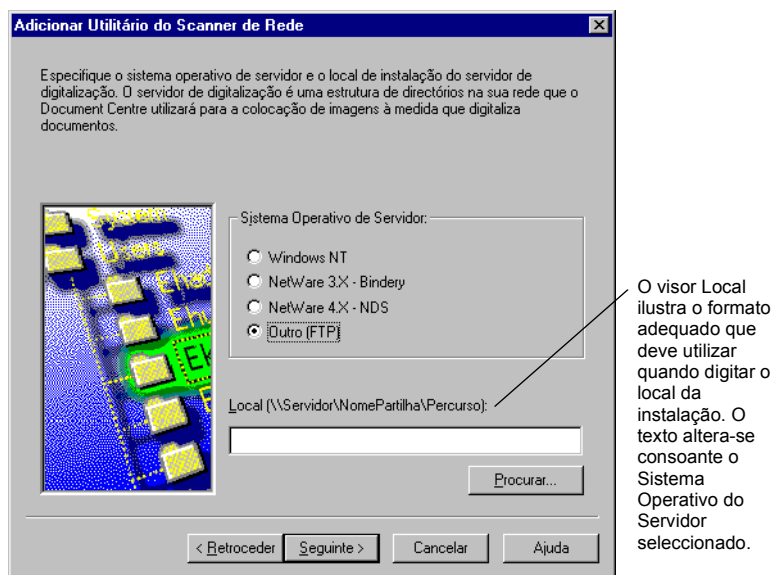 Adicionar Utilitário do Scanner de Rede
Especifique o sistema operativo de servidor e o local de instalação do servidor de
digitalização. O servidor de digitalização é uma estrutura de directórios na sua rede que o
Document Centre utilizará para a colocação de imagens à medida que digitaliza
documentos.
Sistema Operativo de Servidor:
Windows NT
NetWare 3.X - Bindery
NetWare 4.X - NDS
Outro (FTP)
Local (\\Servidor\NomePartilha\Percurso):
Procurar...
< Retroceder
Seguinte >
Cancelar
Ajuda
O visor Local
ilustra o formato
adequado que
deve utilizar
quando digitar o
local da
instalação. O
texto altera-se
consoante o
Sistema
Operativo do
Servidor
seleccionado.